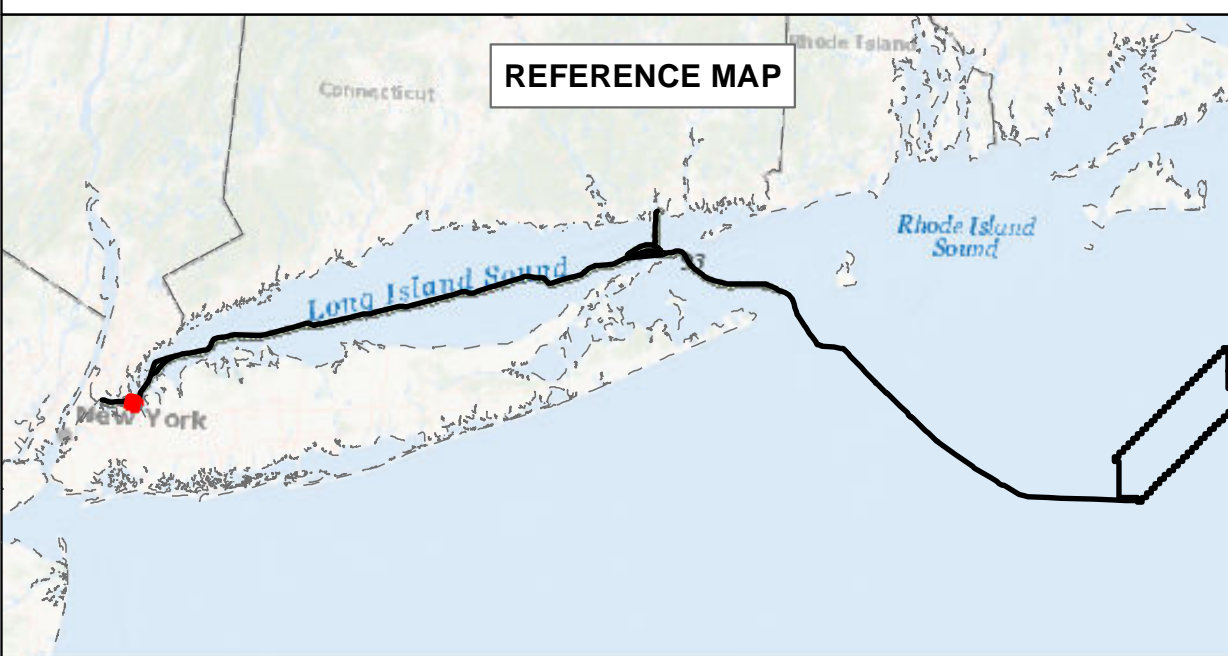 Rhode Island
REFERENCE MAP
Connecticut
Rhode Island
Sound
Long Island Sound
New York